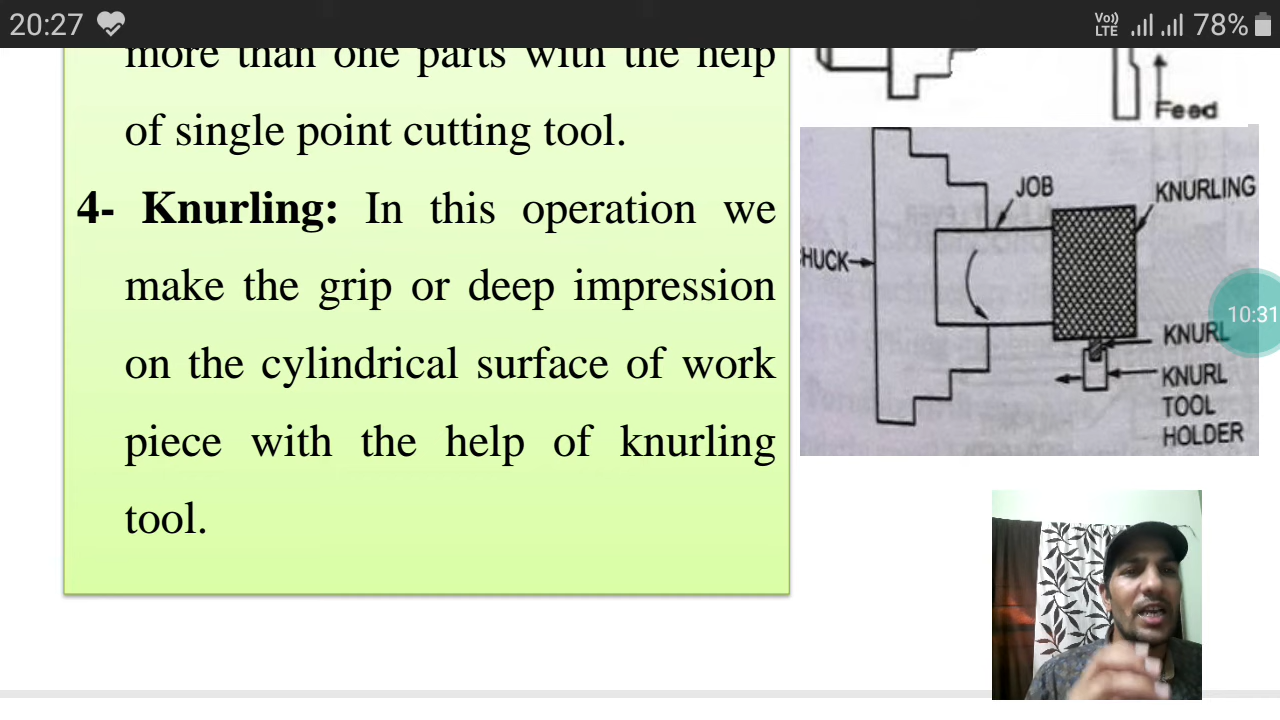 20:27
Vo))
LTE
78%
more than one parts with the help
of single point cutting tool.
4- Knurling: In this operation we
make the grip or deep impression
on the cylindrical surface of work
piece with the help of knurling
tool.
Feed
JOB
KNURLING
HUCK
10:31
KNURL
KNURL
TOOL
HOLDER